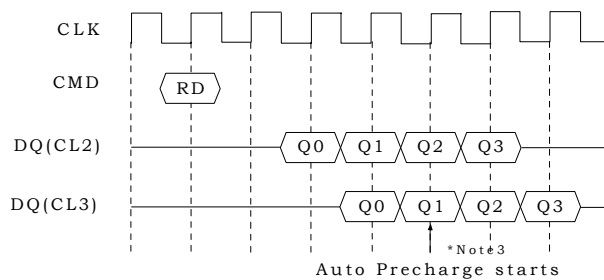 CLK
CMD RD
DQ(CL2) Q0 Q1 Q2 Q3
DQ(CL3) Q0 Q1 Q2 Q3
*Note3
Auto Precharge starts